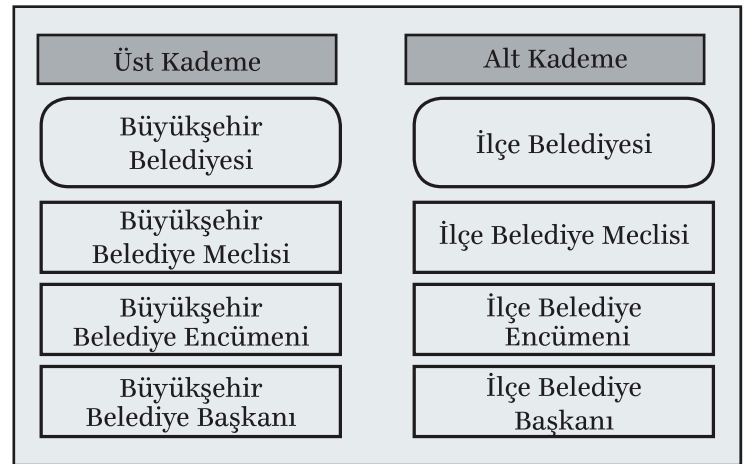 Üst Kademe
Büyükşehir
Belediyesi
Büyükşehir
Belediye Meclisi
Büyükşehir
Belediye Encümeni
Büyükşehir
Belediye Başkanı
Alt Kademe
İlçe Belediyesi
İlçe Belediye Meclisi
İlçe Belediye
Encümeni
İlçe Belediye
Başkanı